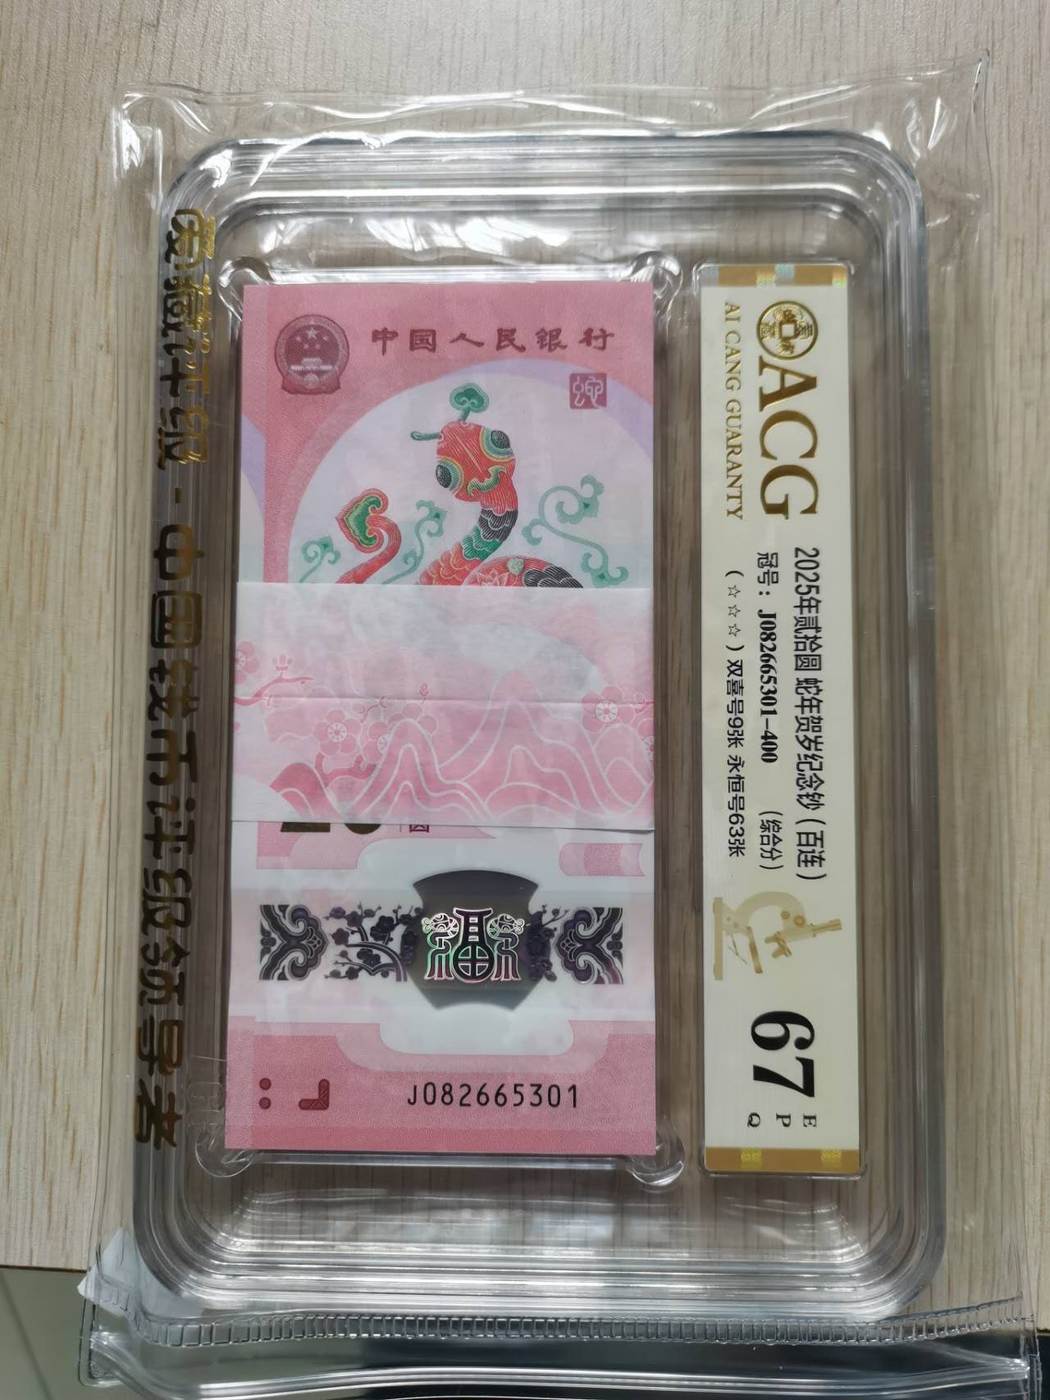 爱藏评级 - 中国钱币评级领导者
中国人民银行
蛇
福
J082665301
ACG
AI CANG GUARANTY
2025年贰拾圆 蛇年贺岁纪念钞（百连）
冠号：J082665301-400 （综合分）
（☆☆☆）双喜号9张 永恒号63张
67
E
P
Q